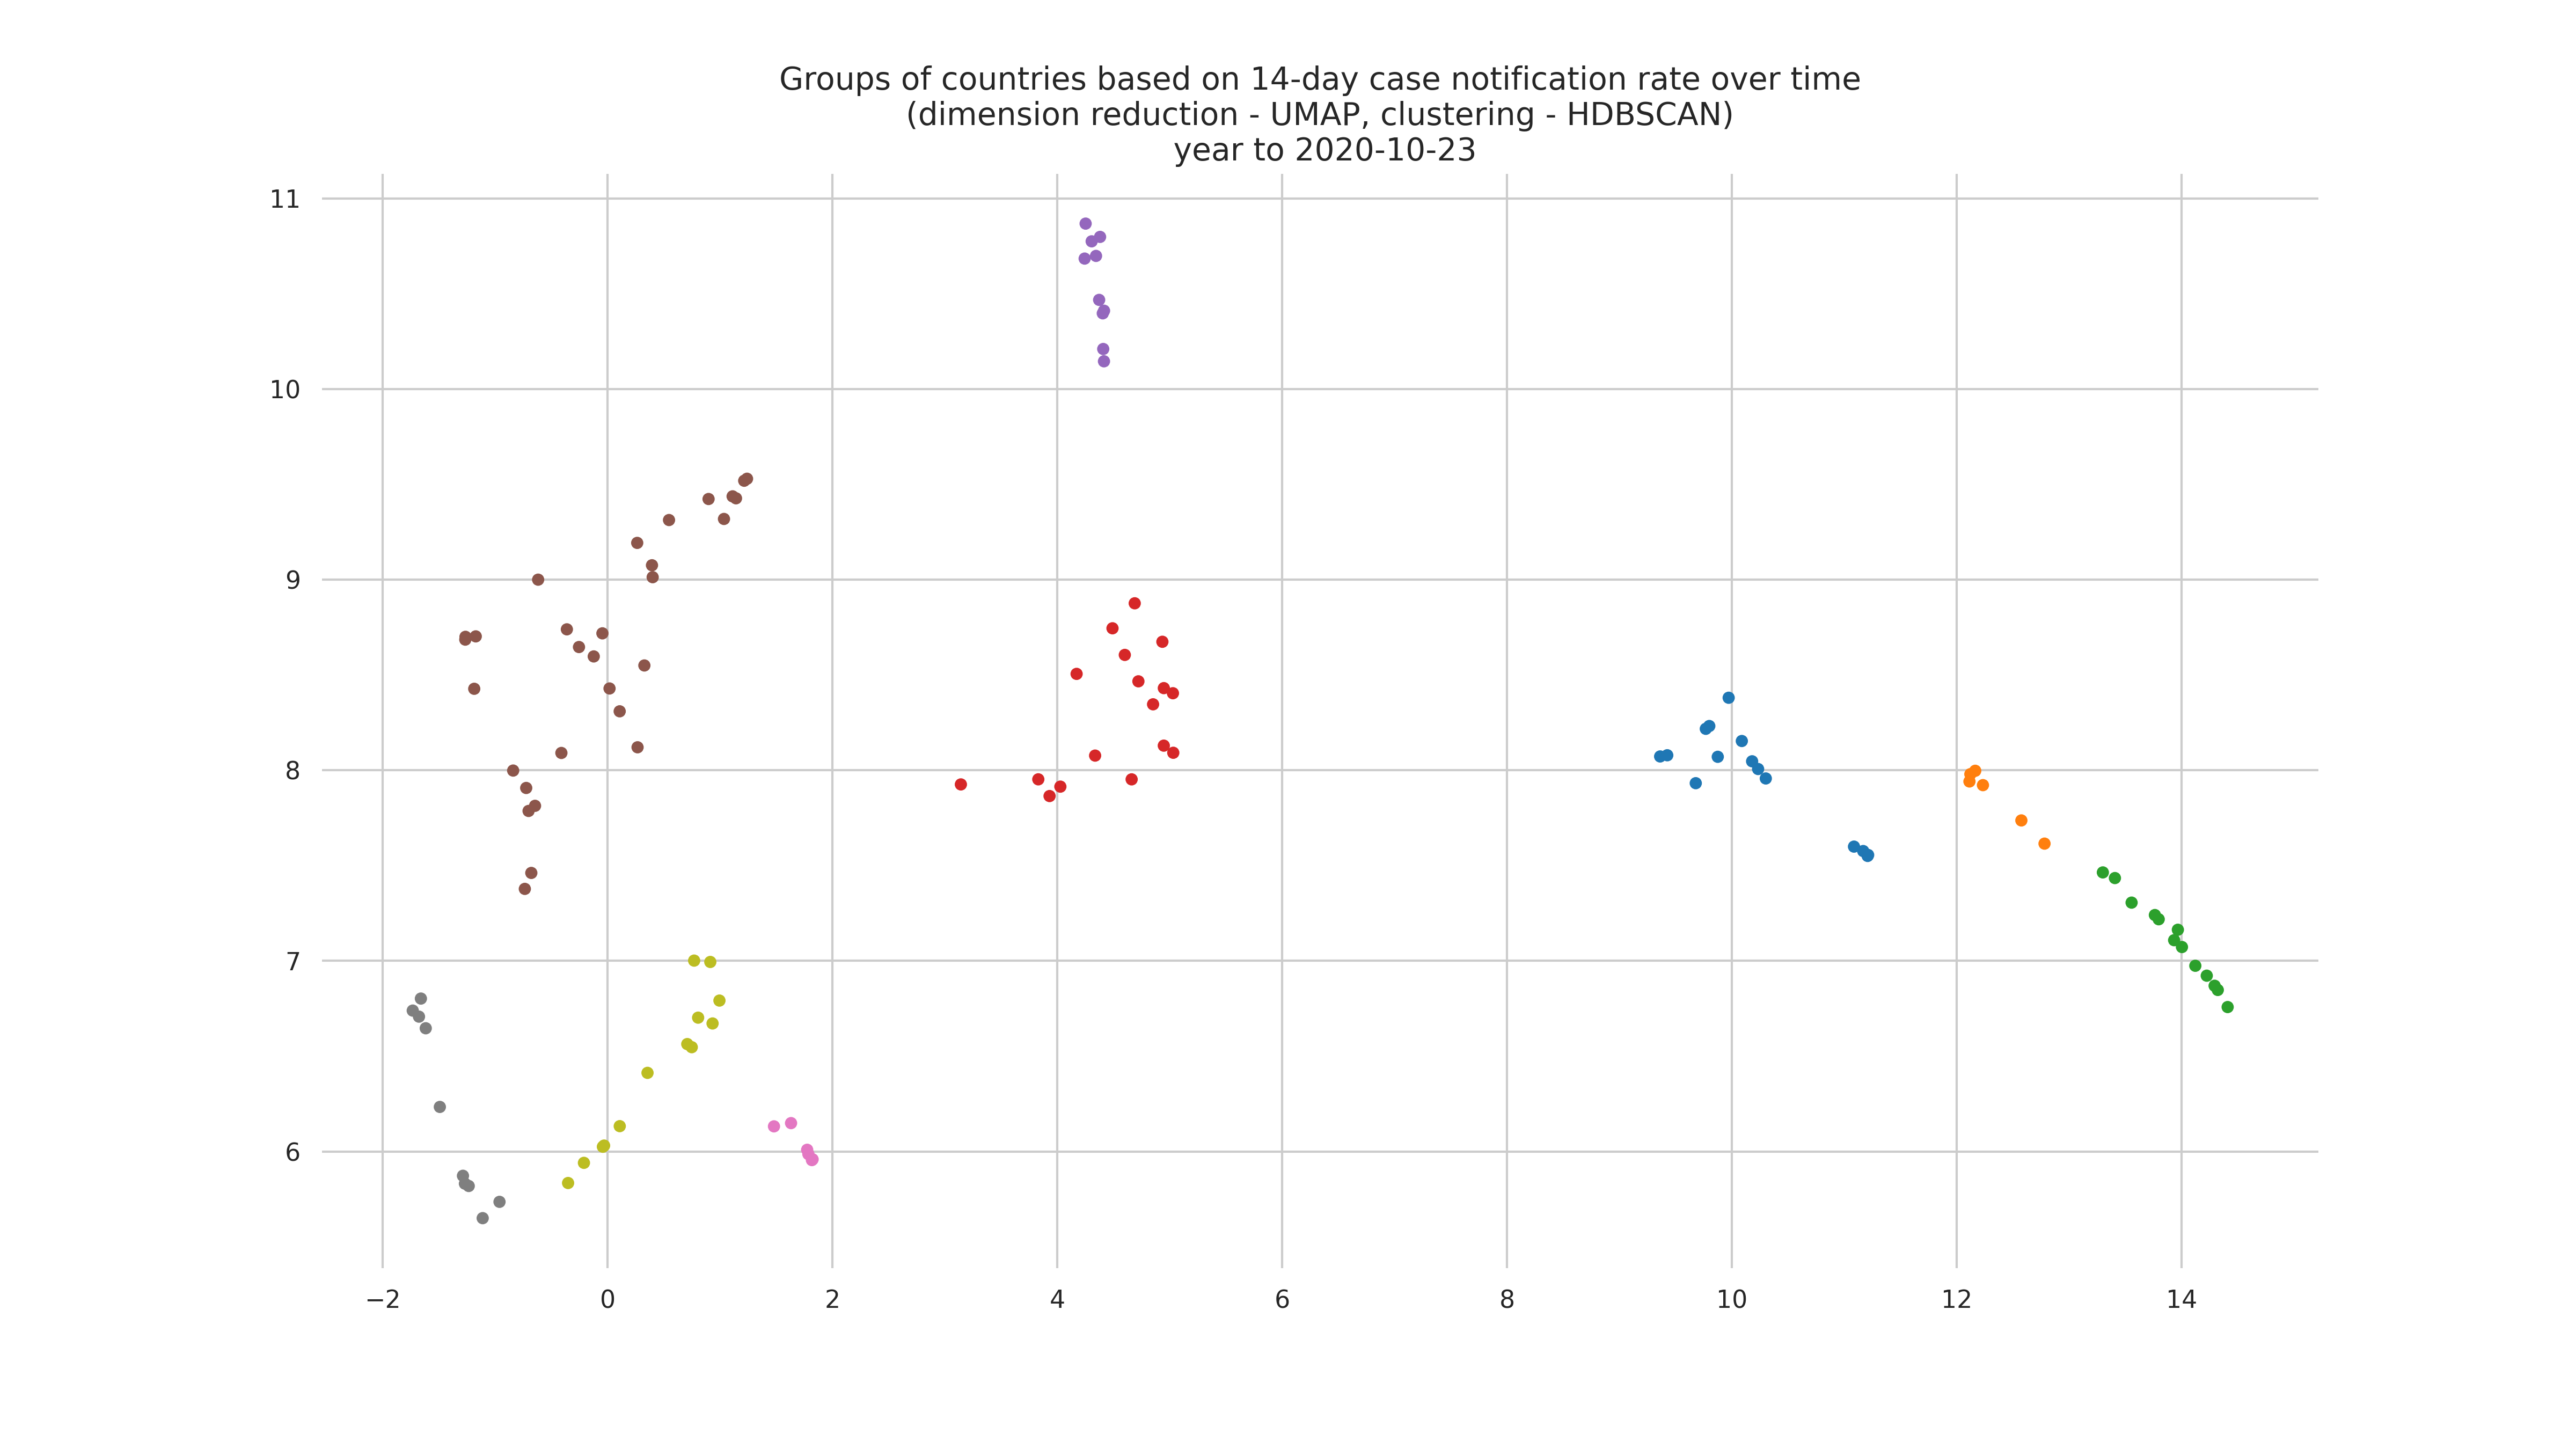 Groups of countries based on 14-day case notification rate over time
(dimension reduction - UMAP, clustering - HDBSCAN)
year to 2020-10-23
11
10
9
8
7
6
−2 0 2 4 6 8 10 12 14